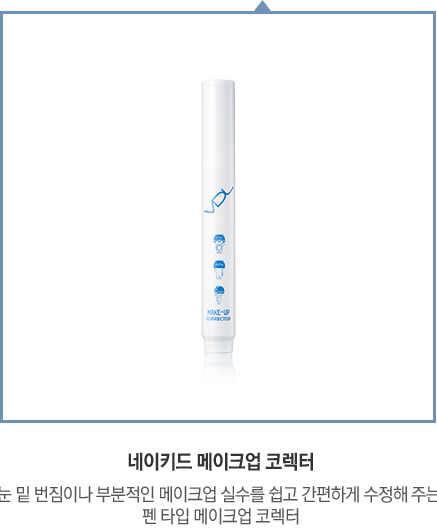 VDL
MAKE-UP
CORRECTOR
네이키드 메이크업 코렉터
눈 밑 번짐이나 부분적인 메이크업 실수를 쉽고 간편하게 수정해 주는
펜 타입 메이크업 코렉터